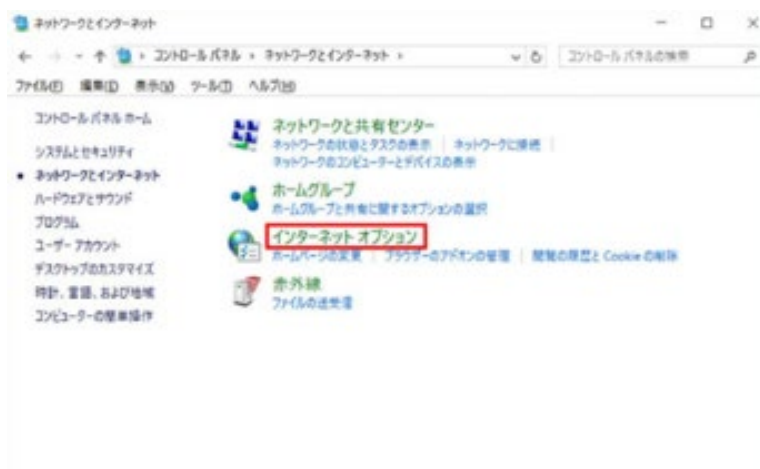 ネットワークとインターネット
コントロール パネル › ネットワークとインターネット ›
コントロール パネルの検索
ファイル(F) 編集(E) 表示(V) ツール(T) ヘルプ(H)
コントロール パネル ホーム
システムとセキュリティ
ネットワークとインターネット
ハードウェアとサウンド
プログラム
ユーザー アカウント
デスクトップのカスタマイズ
時計、言語、および地域
コンピューターの簡単操作
ネットワークと共有センター
ネットワークの状態とタスクの表示 | ネットワークに接続 |
ネットワークのコンピューターとデバイスの表示
ホームグループ
ホームグループと共有に関するオプションの選択
インターネット オプション
ホームページの変更 | ブラウザーのアドオンの管理 | 閲覧の履歴と Cookie の削除
赤外線
ファイルの送受信